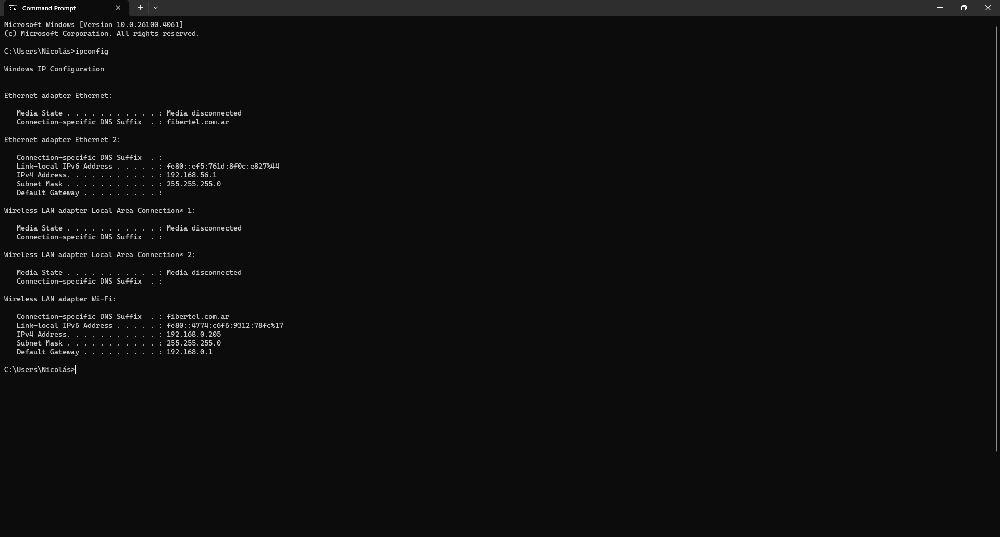 Command Prompt
Microsoft Windows [Version 10.0.26100.4061]
(c) Microsoft Corporation. All rights reserved.
C:\Users\Nicolás>ipconfig
Windows IP Configuration
Ethernet adapter Ethernet:
   Media State . . . . . . . . . . . : Media disconnected
   Connection-specific DNS Suffix  . : fibertel.com.ar
Ethernet adapter Ethernet 2:
   Connection-specific DNS Suffix  . :
   Link-local IPv6 Address . . . . . : fe80::ef5:761d:8f0c:e827%44
   IPv4 Address. . . . . . . . . . . : 192.168.56.1
   Subnet Mask . . . . . . . . . . . : 255.255.255.0
   Default Gateway . . . . . . . . . :
Wireless LAN adapter Local Area Connection* 1:
   Media State . . . . . . . . . . . : Media disconnected
   Connection-specific DNS Suffix  . :
Wireless LAN adapter Local Area Connection* 2:
   Media State . . . . . . . . . . . : Media disconnected
   Connection-specific DNS Suffix  . :
Wireless LAN adapter Wi-Fi:
   Connection-specific DNS Suffix  . : fibertel.com.ar
   Link-local IPv6 Address . . . . . : fe80::4774:c6f6:9312:78fc%17
   IPv4 Address. . . . . . . . . . . : 192.168.0.205
   Subnet Mask . . . . . . . . . . . : 255.255.255.0
   Default Gateway . . . . . . . . . : 192.168.0.1
C:\Users\Nicolás>